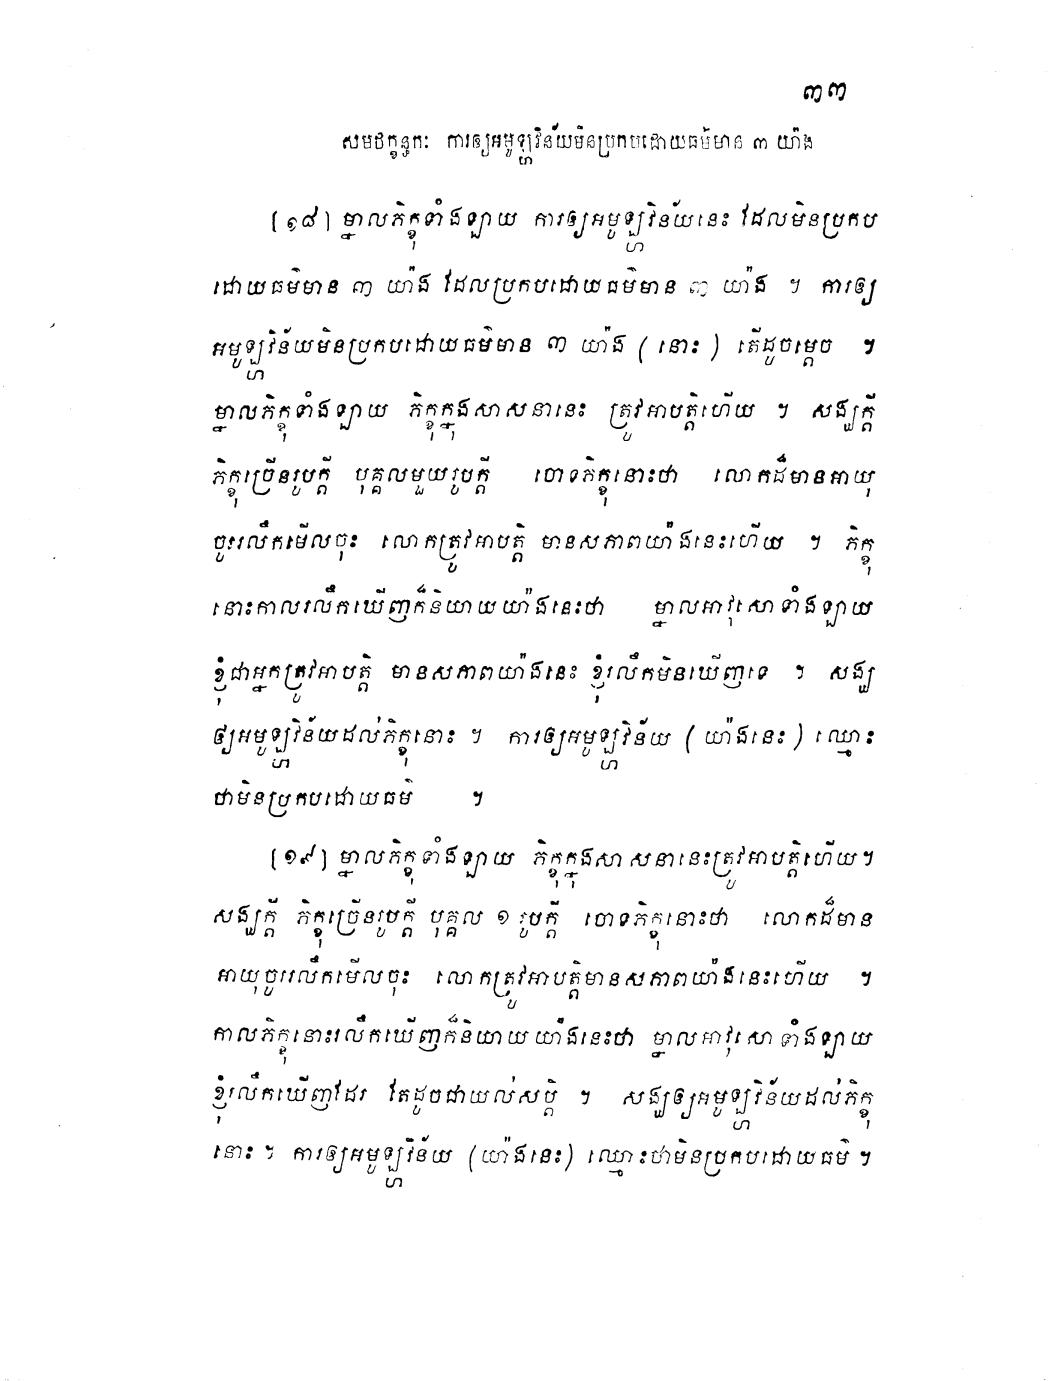 ៣៣
សមថក្ខន្ធកៈ ការឲ្យអមូឡ្ហវិន័យមិនប្រកបដោយធម៌មាន ៣ យ៉ាង
[១៨] ម្នាលភិក្ខុទាំងឡាយ ការឲ្យអមូឡ្ហវិន័យនេះ ដែលមិនប្រកប
ដោយធម៌មាន ៣ យ៉ាង ដែលប្រកបដោយធម៌មាន ៣ យ៉ាង ។ ការឲ្យ
អមូឡ្ហវិន័យមិនប្រកបដោយធម៌មាន ៣ យ៉ាង (នោះ) តើដូចម្តេច ។
ម្នាលភិក្ខុទាំងឡាយ ភិក្ខុក្នុងសាសនានេះ ត្រូវអាបត្តិហើយ ។ សង្ឃក្តី
ភិក្ខុច្រើនរូបក្តី បុគ្គលមួយរូបក្តី ចោទភិក្ខុនោះថា លោកដ៏មានអាយុ
ចូររលឹកមើលចុះ លោកត្រូវអាបត្តិ មានសភាពយ៉ាងនេះហើយ ។ ភិក្ខុ
នោះកាលរលឹកឃើញក៏និយាយយ៉ាងនេះថា ម្នាលអាវុសោទាំងឡាយ
ខ្ញុំជាអ្នកត្រូវអាបត្តិ មានសភាពយ៉ាងនេះ ខ្ញុំរលឹកមិនឃើញទេ ។ សង្ឃ
ឲ្យអមូឡ្ហវិន័យដល់ភិក្ខុនោះ ។ ការឲ្យអមូឡ្ហវិន័យ (យ៉ាងនេះ) ឈ្មោះ
ថាមិនប្រកបដោយធម៌ ។
[១៩] ម្នាលភិក្ខុទាំងឡាយ ភិក្ខុក្នុងសាសនានេះត្រូវអាបត្តិហើយ។
សង្ឃក្តី ភិក្ខុច្រើនរូបក្តី បុគ្គល ១ រូបក្តី ចោទភិក្ខុនោះថា លោកដ៏មាន
អាយុចូររលឹកមើលចុះ លោកត្រូវអាបត្តិមានសភាពយ៉ាងនេះហើយ ។
កាលភិក្ខុនោះរលឹកឃើញក៏និយាយយ៉ាងនេះថា ម្នាលអាវុសោទាំងឡាយ
ខ្ញុំរលឹកឃើញដែរ តែដូចជាយល់សប្តិ ។ សង្ឃឲ្យអមូឡ្ហវិន័យដល់ភិក្ខុ
នោះ ។ ការឲ្យអមូឡ្ហវិន័យ (យ៉ាងនេះ) ឈ្មោះថាមិនប្រកបដោយធម៌ ។